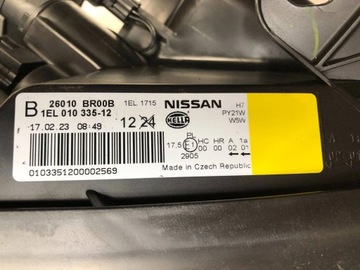 B 26010 BR00B 1EL 1715 NISSAN H7
1EL 010 335-12 PY21W
W5W
17.02.23 08:49 12 24 HELLA
PL HC HR A 1a
17,5 E1 00 00 02 01
2905
Made in Czech Republic
0103351200002569